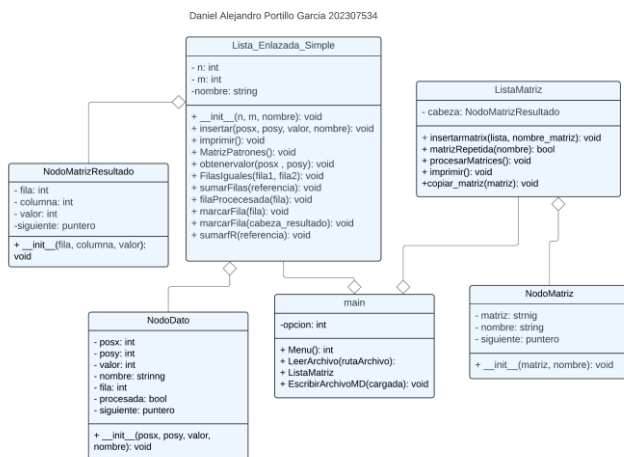 Daniel Alejandro Portillo Garcia 202307534
Lista_Enlazada_Simple
- n: int
- m: int
-nombre: string
+ __init__(n, m, nombre): void
+ insertar(posx, posy, valor, nombre): void
+ imprimir(): void
+ MatrizPatrones(): void
+ obtenervalor(posx , posy): void
+ FilasIguales(fila1, fila2): void
+ sumarFilas(referencia): void
+ filaProcecesada(fila): void
+ marcarFila(fila): void
+ marcarFila(cabeza_resultado): void
+ sumarfR(referencia): void
ListaMatriz
- cabeza: NodoMatrizResultado
+ insertarmatrix(lista, nombre_matriz): void
+ matrizRepetida(nombre): bool
+ procesarMatrices(): void
+ imprimir(): void
+copiar_matriz(matriz): void
NodoMatrizResultado
- fila: int
- columna: int
- valor: int
-siguiente: puntero
+ __init__(fila, columna, valor):
void
NodoDato
- posx: int
- posy: int
- valor: int
- nombre: strinng
- fila: int
- procesada: bool
- siguiente: puntero
+ __init__(posx, posy, valor,
nombre): void
main
-opcion: int
+ Menu(): int
+ LeerArchivo(rutaArchivo):
+ ListaMatriz
+ EscribirArchivoMD(cargada): void
NodoMatriz
- matriz: strnig
- nombre: string
- siguiente: puntero
+ __init__(matriz, nombre): void